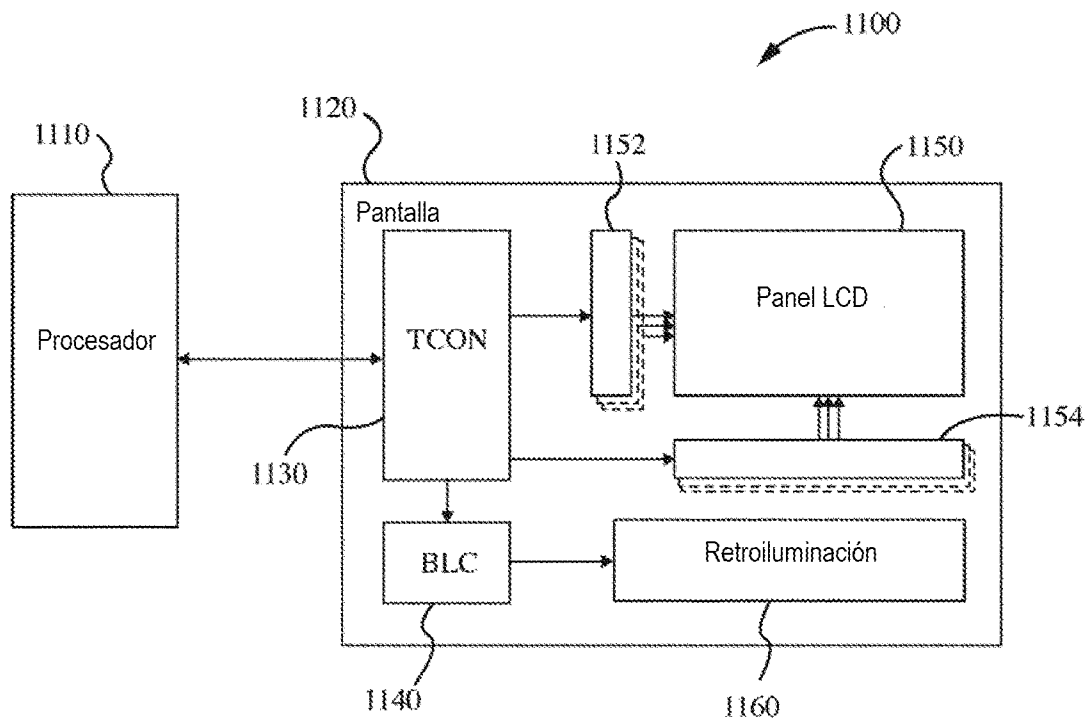 1100
1110
1120
1152
1150
Pantalla
Procesador
TCON
Panel LCD
1130
1154
BLC
Retroiluminación
1140
1160